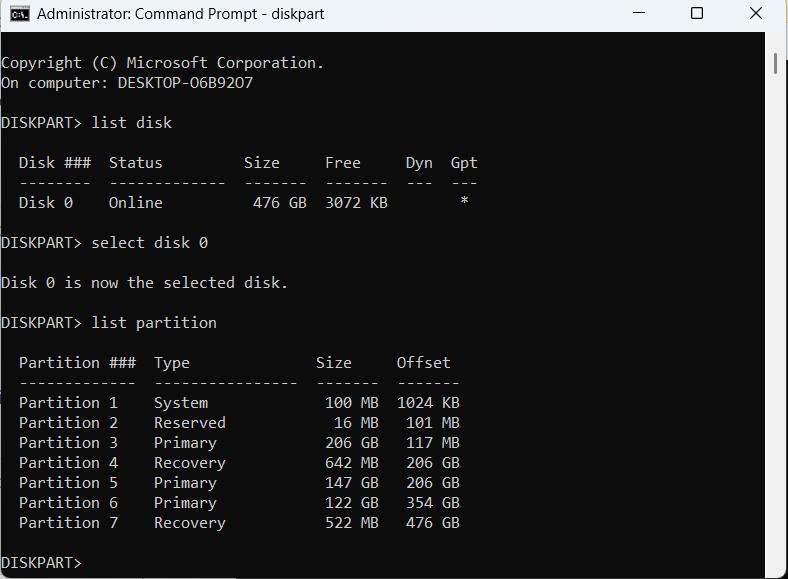 Administrator: Command Prompt - diskpart
Copyright (C) Microsoft Corporation.
On computer: DESKTOP-O6B92O7
DISKPART> list disk
Disk ###  Status         Size     Free     Dyn  Gpt
--------  -------------  -------  -------  ---  ---
Disk 0    Online          476 GB  3072 KB        *
DISKPART> select disk 0
Disk 0 is now the selected disk.
DISKPART> list partition
Partition ###  Type              Size     Offset
-------------  ----------------  -------  -------
Partition 1    System             100 MB  1024 KB
Partition 2    Reserved            16 MB   101 MB
Partition 3    Primary            206 GB   117 MB
Partition 4    Recovery           642 MB   206 GB
Partition 5    Primary            147 GB   206 GB
Partition 6    Primary            122 GB   354 GB
Partition 7    Recovery           522 MB   476 GB
DISKPART>